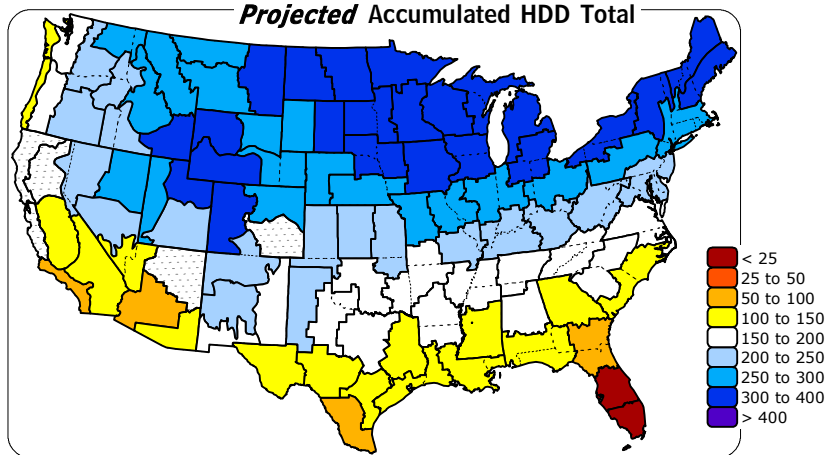 Projected Accumulated HDD Total
< 25
25 to 50
50 to 100
100 to 150
150 to 200
200 to 250
250 to 300
300 to 400
> 400